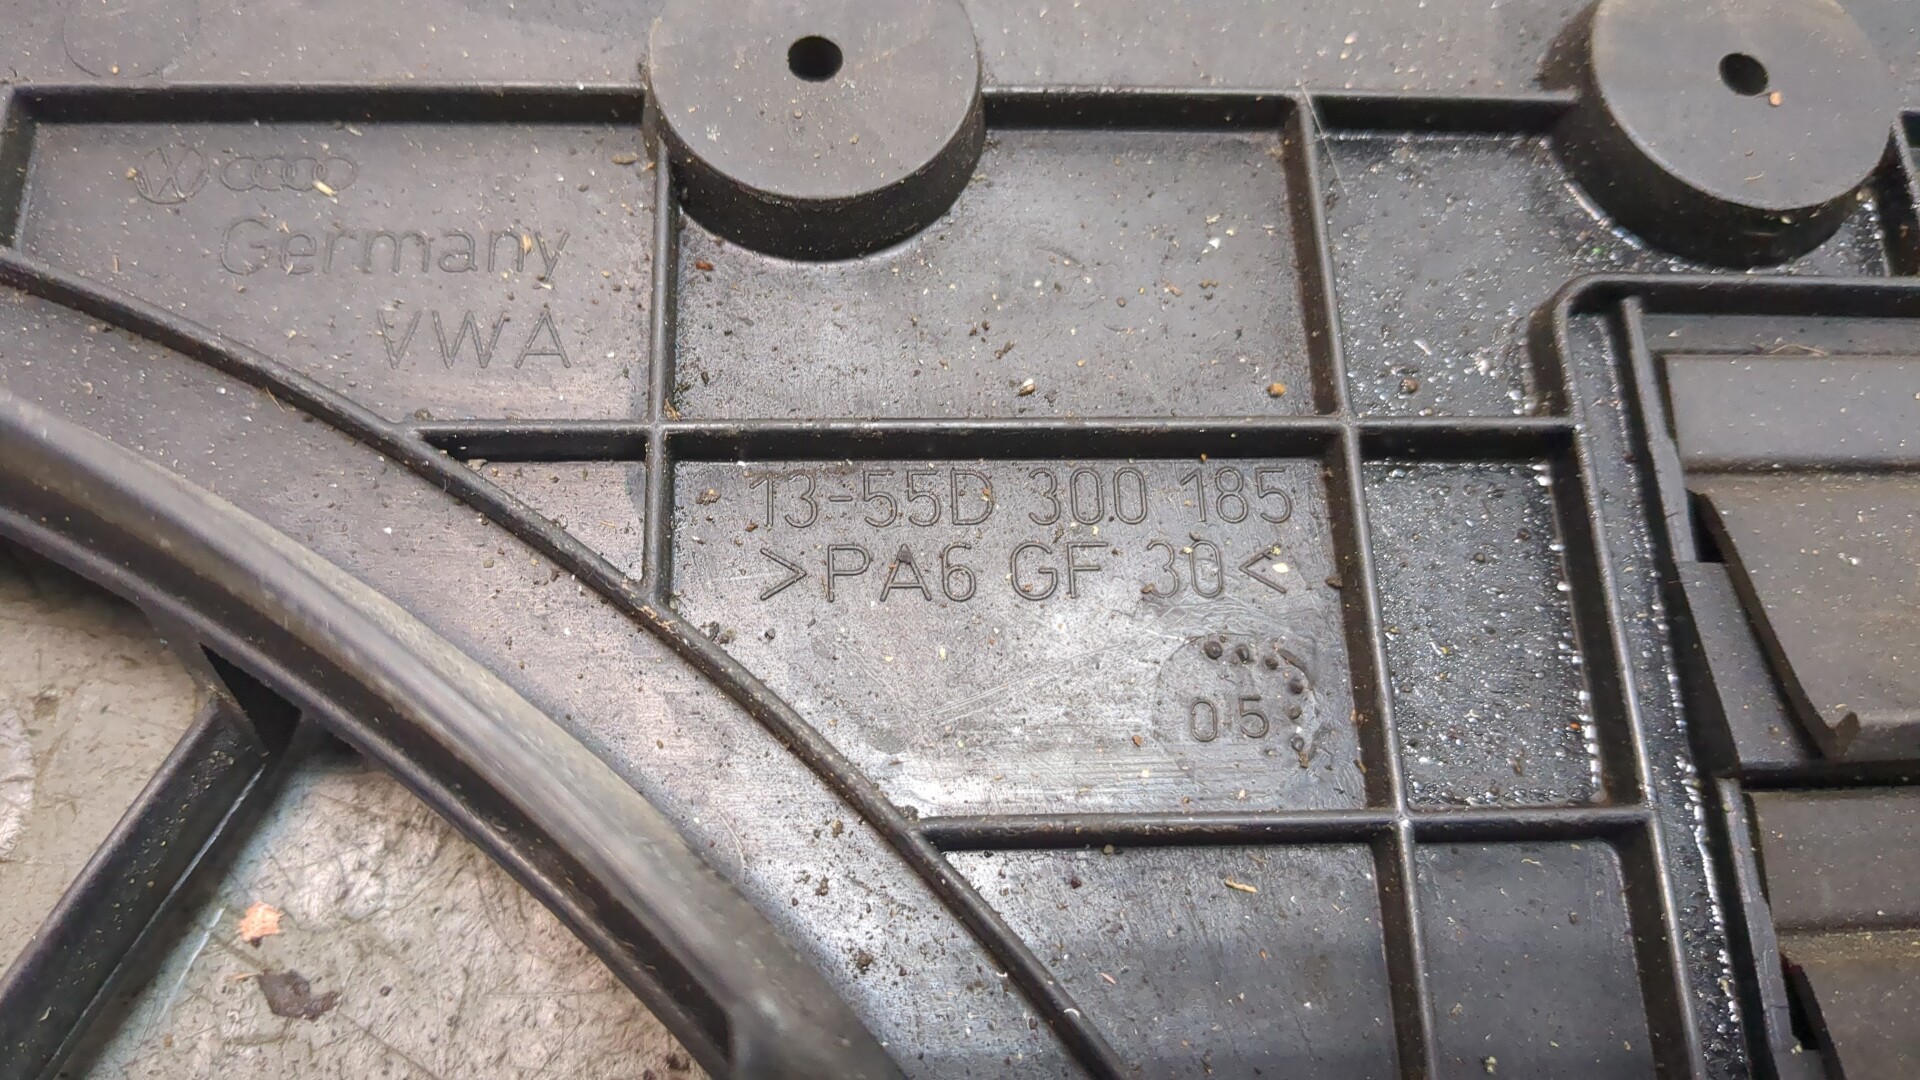 Germany
VWA
13-55D 300 185
>PA6 GF 30<
05